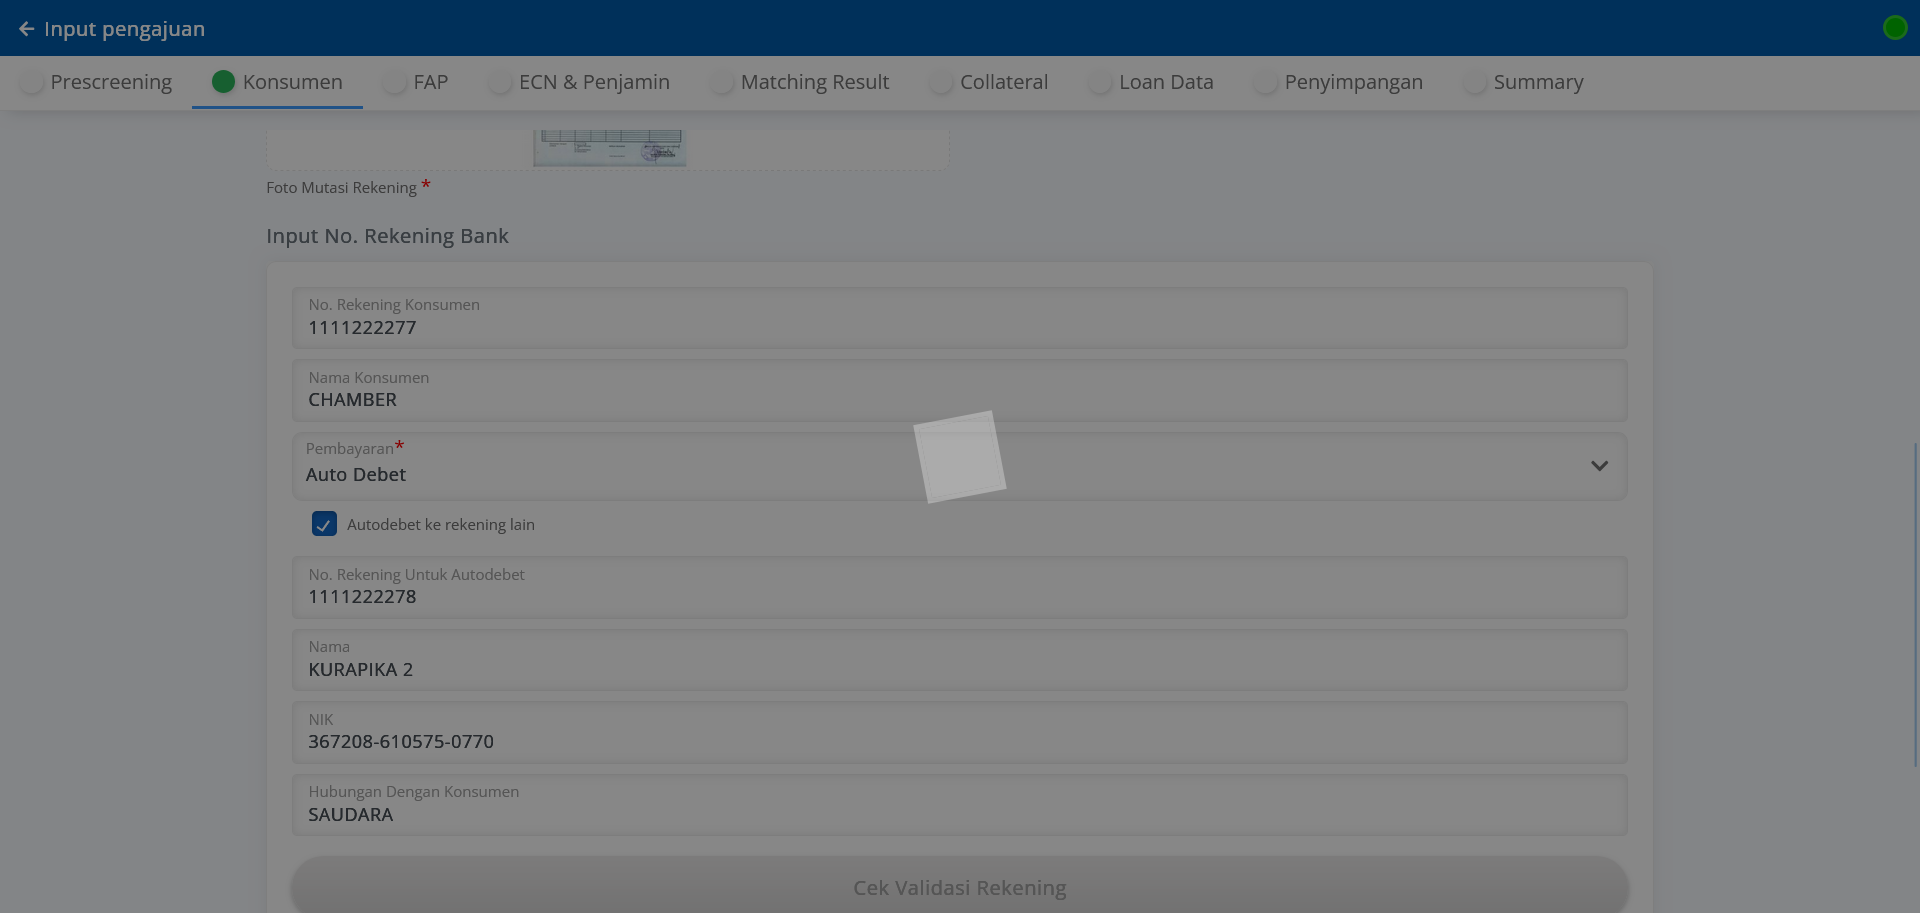 Input pengajuan
Prescreening Konsumen FAP ECN & Penjamin Matching Result Collateral Loan Data Penyimpangan Summary
Foto Mutasi Rekening *
Input No. Rekening Bank
No. Rekening Konsumen
1111222277
Nama Konsumen
CHAMBER
Pembayaran*
Auto Debet
Autodebet ke rekening lain
No. Rekening Untuk Autodebet
1111222278
Nama
KURAPIKA 2
NIK
367208-610575-0770
Hubungan Dengan Konsumen
SAUDARA
Cek Validasi Rekening